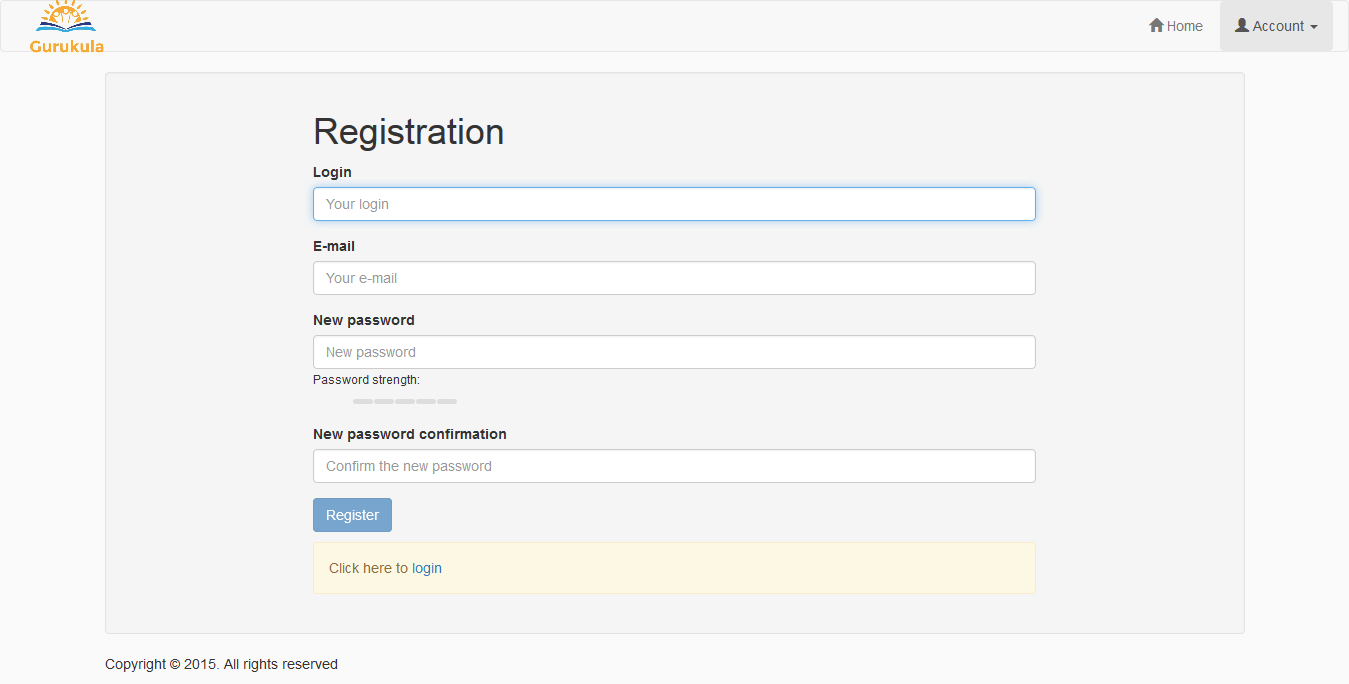 Gurukula
Home
Account
Registration
Login
Your login
E-mail
Your e-mail
New password
New password
Password strength:
New password confirmation
Confirm the new password
Register
Click here to login
Copyright © 2015. All rights reserved